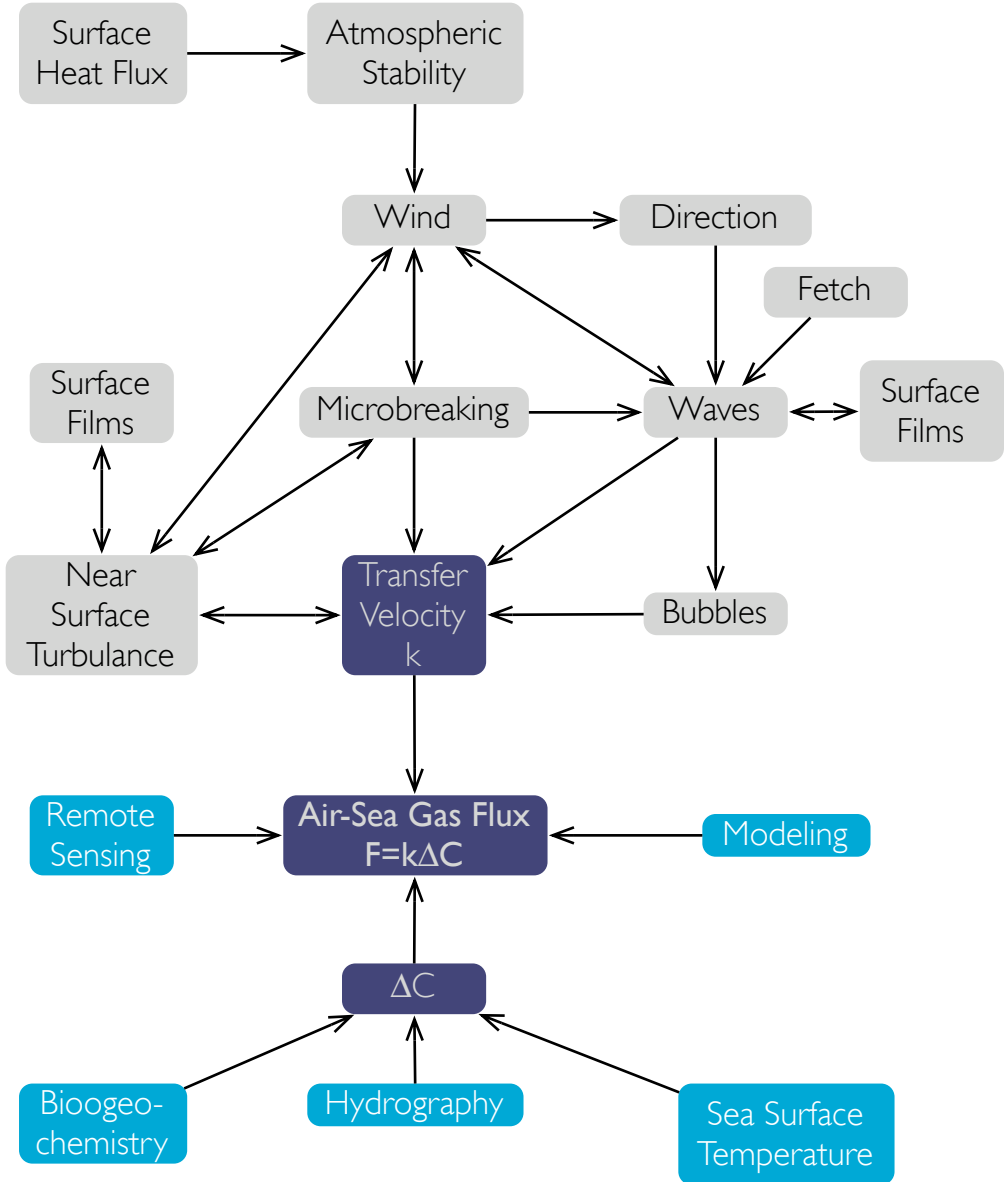 Surface
Heat Flux
Atmospheric
Stability
Wind
Direction
Fetch
Surface
Films
Microbreaking
Waves
Surface
Films
Near
Surface
Turbulance
Transfer
Velocity
k
Bubbles
Remote
Sensing
Air-Sea Gas Flux
F=kΔC
Modeling
ΔC
Bioogeo-
chemistry
Hydrography
Sea Surface
Temperature